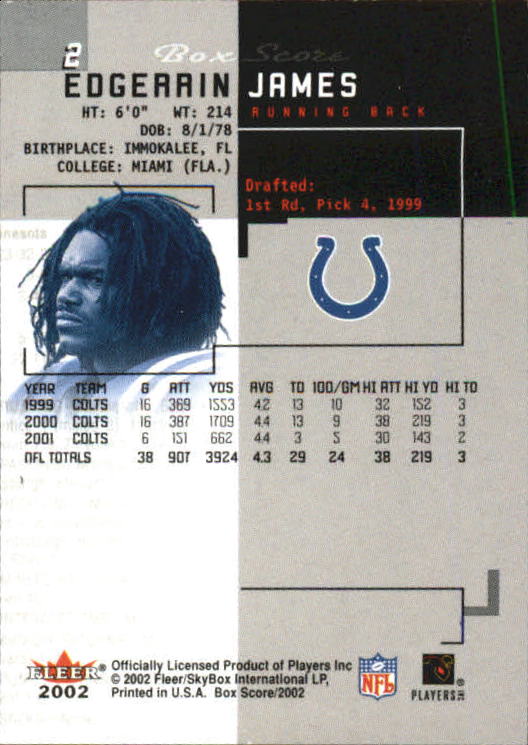 2
Box Score
EDGERRIN JAMES
HT: 6'0" WT: 214
RUNNING BACK
DOB: 8/1/78
BIRTHPLACE: IMMOKALEE, FL
COLLEGE: MIAMI (FLA.)
Drafted:
1st Rd, Pick 4, 1999
YEAR TEAM G ATT YDS AVG TD 100/GM HI ATT HI YD HI TD
1999 COLTS 16 369 1553 4.2 13 10 32 152 3
2000 COLTS 16 387 1709 4.4 13 9 38 219 3
2001 COLTS 6 151 662 4.4 3 5 30 143 2
NFL TOTALS 38 907 3924 4.3 29 24 38 219 3
FLEER®
2002
Officially Licensed Product of Players Inc
© 2002 Fleer/SkyBox International LP,
Printed in U.S.A. Box Score/2002
NFL
®
PLAYERS INC